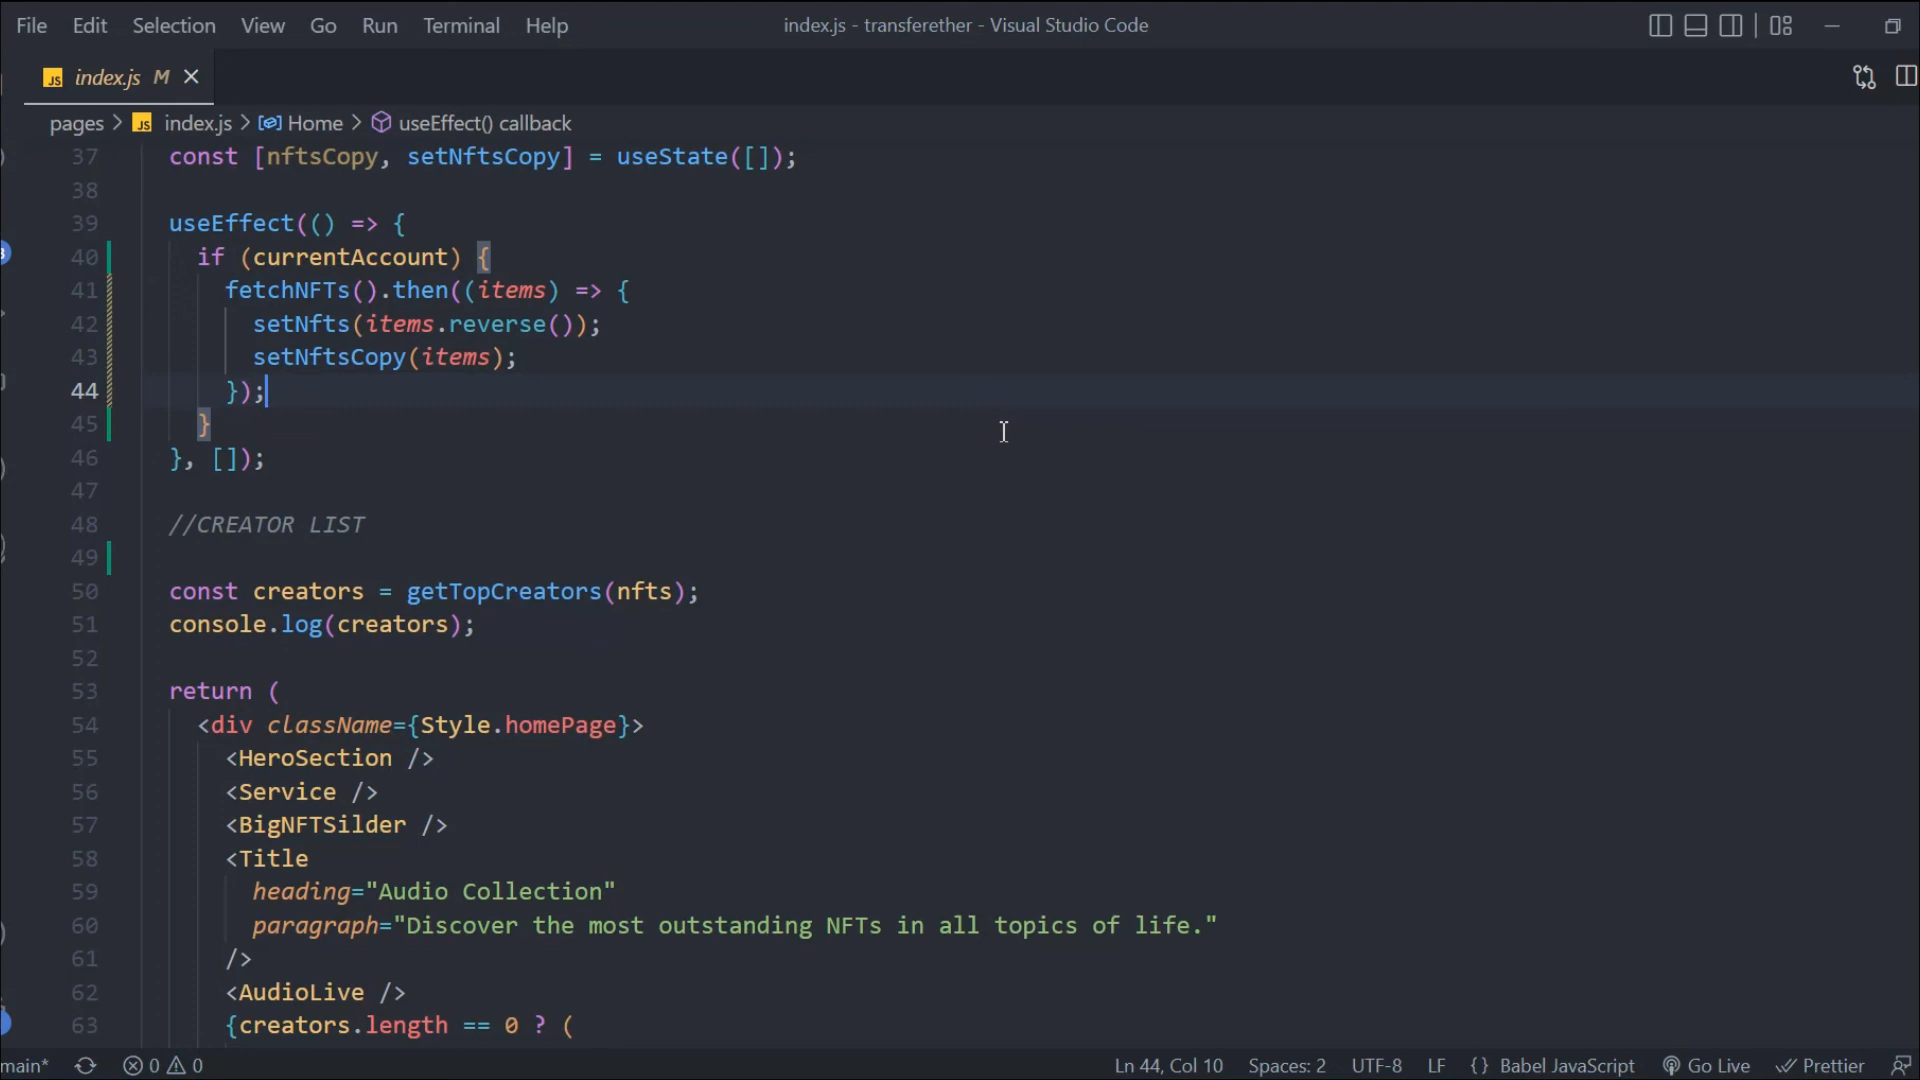 File Edit Selection View Go Run Terminal Help index.js - transferether - Visual Studio Code
JS index.js M
pages > JS index.js > Home > useEffect() callback
37 const [nftsCopy, setNftsCopy] = useState([]);
38
39 useEffect(() => {
40 if (currentAccount) {
41 fetchNFTs().then((items) => {
42 setNfts(items.reverse());
43 setNftsCopy(items);
44 });
45 }
46 }, []);
47
48 //CREATOR LIST
49
50 const creators = getTopCreators(nfts);
51 console.log(creators);
52
53 return (
54 <div className={Style.homePage}>
55 <HeroSection />
56 <Service />
57 <BigNFTSilder />
58 <Title
59 heading="Audio Collection"
60 paragraph="Discover the most outstanding NFTs in all topics of life."
61 />
62 <AudioLive />
63 {creators.length == 0 ? (
main* 0 0 Ln 44, Col 10 Spaces: 2 UTF-8 LF {} Babel JavaScript Go Live Prettier